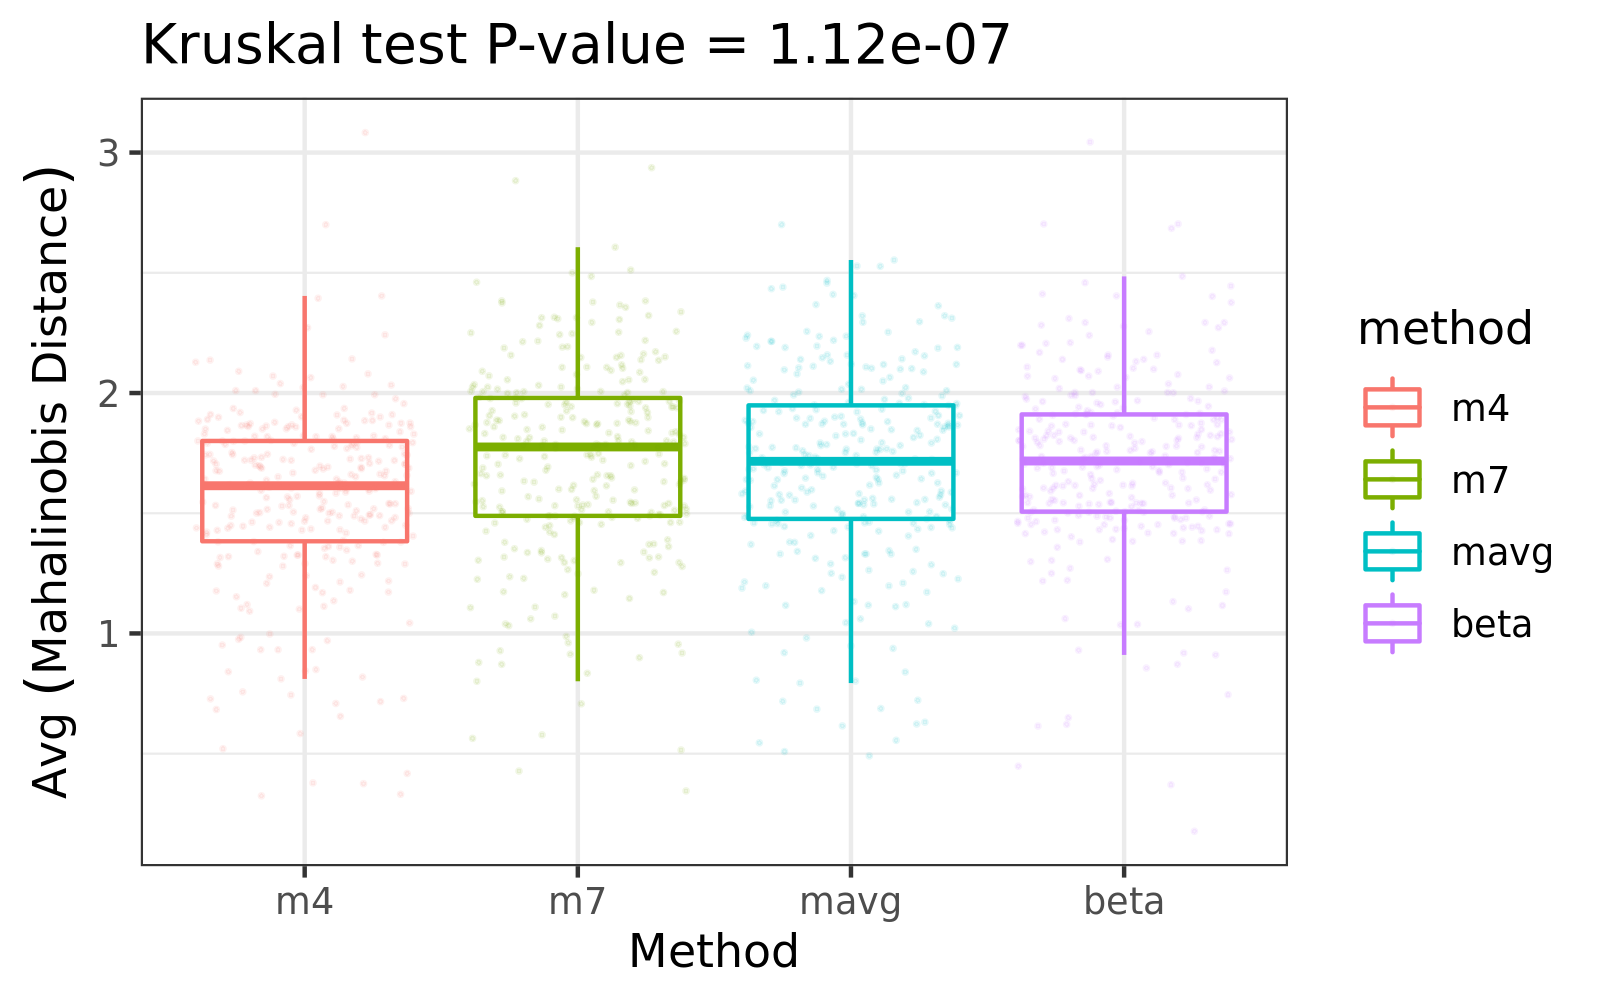 Kruskal test P-value = 1.12e-07
Avg (Mahalinobis Distance)
3
2
1
m4
m7
mavg
beta
Method
method
m4
m7
mavg
beta